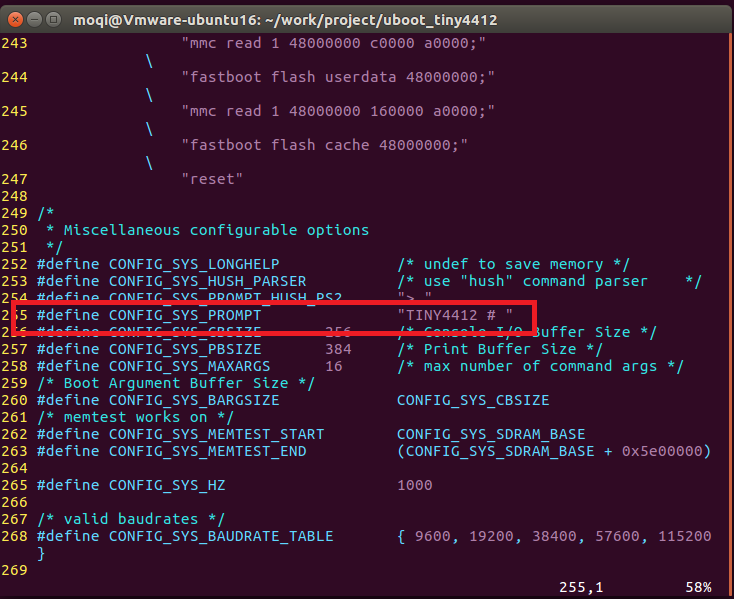 moqi@Vmware-ubuntu16: ~/work/project/uboot_tiny4412
243 "mmc read 1 48000000 c0000 a0000;"
\
244 "fastboot flash userdata 48000000;"
\
245 "mmc read 1 48000000 160000 a0000;"
\
246 "fastboot flash cache 48000000;"
\
247 "reset"
248
249 /*
250 * Miscellaneous configurable options
251 */
252 #define CONFIG_SYS_LONGHELP /* undef to save memory */
253 #define CONFIG_SYS_HUSH_PARSER /* use "hush" command parser */
254 #define CONFIG_SYS_PROMPT_HUSH_PS2 "> "
255 #define CONFIG_SYS_PROMPT "TINY4412 # "
256 #define CONFIG_SYS_CBSIZE 256 /* Console I/O Buffer Size */
257 #define CONFIG_SYS_PBSIZE 384 /* Print Buffer Size */
258 #define CONFIG_SYS_MAXARGS 16 /* max number of command args */
259 /* Boot Argument Buffer Size */
260 #define CONFIG_SYS_BARGSIZE CONFIG_SYS_CBSIZE
261 /* memtest works on */
262 #define CONFIG_SYS_MEMTEST_START CONFIG_SYS_SDRAM_BASE
263 #define CONFIG_SYS_MEMTEST_END (CONFIG_SYS_SDRAM_BASE + 0x5e00000)
264
265 #define CONFIG_SYS_HZ 1000
266
267 /* valid baudrates */
268 #define CONFIG_SYS_BAUDRATE_TABLE { 9600, 19200, 38400, 57600, 115200
}
269
255,1 58%